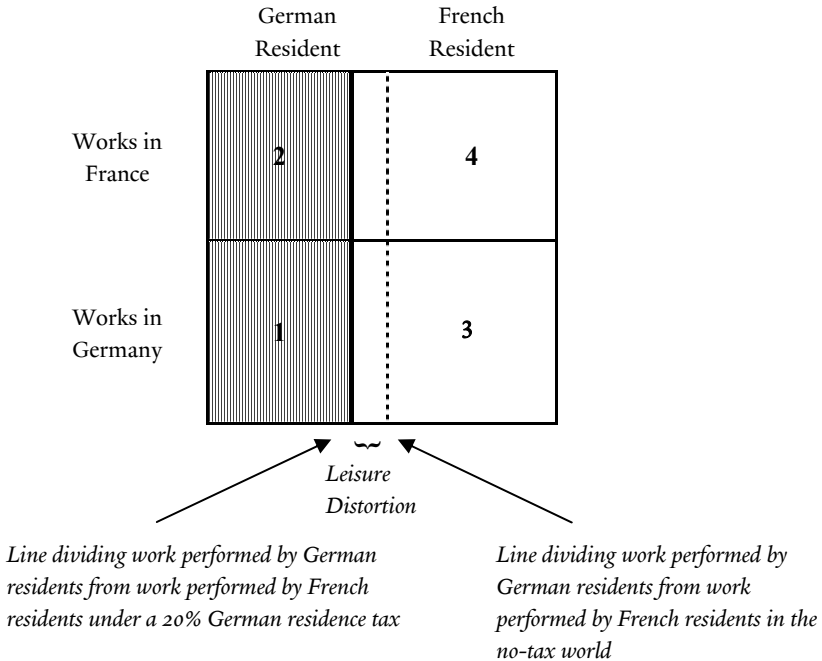 German
Resident
French
Resident
Works in
France
2
4
Works in
Germany
1
3
Leisure
Distortion
Line dividing work performed by German
residents from work performed by French
residents under a 20% German residence tax
Line dividing work performed by
German residents from work
performed by French residents in the
no-tax world